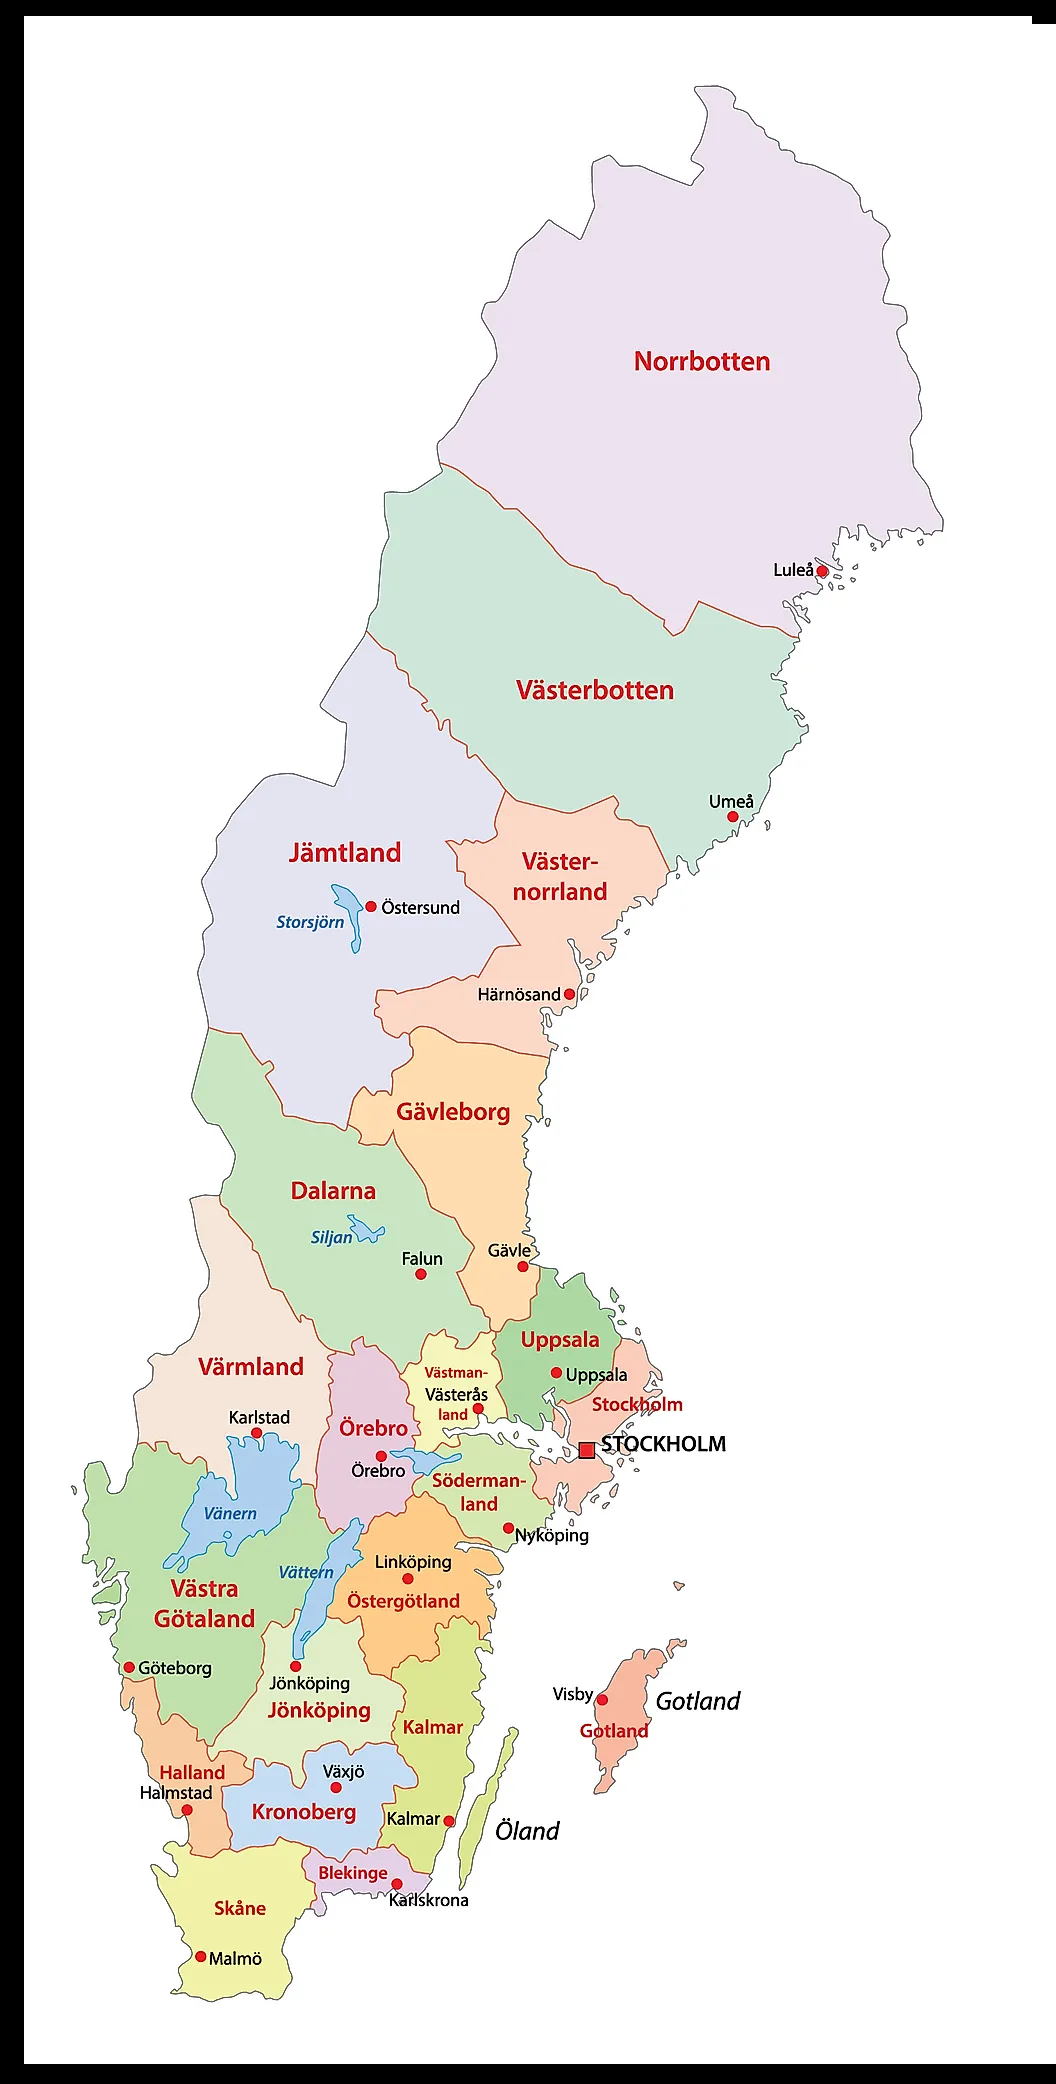 Norrbotten
Luleå
Västerbotten
Umeå
Jämtland
Väster-
norrland
Storsjörn
Östersund
Härnösand
Gävleborg
Dalarna
Siljan
Falun
Gävle
Uppsala
Uppsala
Värmland
Västman-
Västerås
land
Stockholm
Karlstad
Örebro
STOCKHOLM
Örebro
Söderman-
land
Vänern
Nyköping
Linköping
Vättern
Västra
Götaland
Östergötland
Göteborg
Jönköping
Jönköping
Visby
Gotland
Kalmar
Gotland
Halland
Halmstad
Växjö
Kronoberg
Kalmar
Öland
Blekinge
Karlskrona
Skåne
Malmö